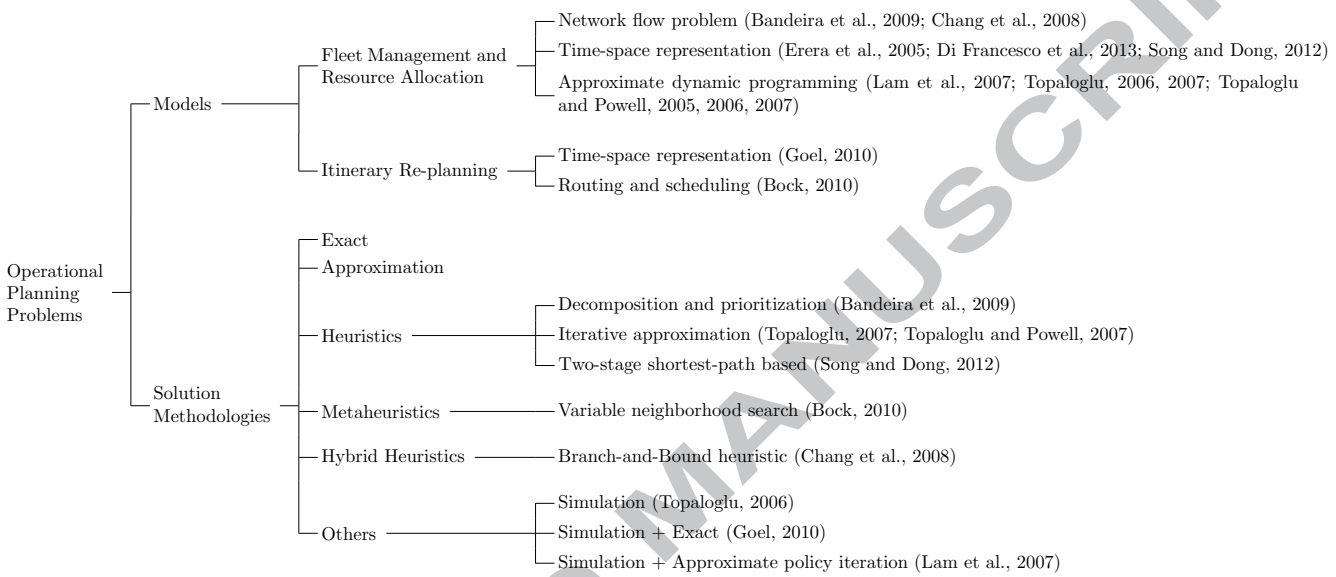 Network flow problem (Bandeira et al., 2009; Chang et al., 2008)
Fleet Management and
Resource Allocation
Time-space representation (Erera et al., 2005; Di Francesco et al., 2013; Song and Dong, 2012)
Approximate dynamic programming (Lam et al., 2007; Topaloglu, 2006, 2007; Topaloglu
and Powell, 2005, 2006, 2007)
Models
Time-space representation (Goel, 2010)
Itinerary Re-planning
Routing and scheduling (Bock, 2010)
Operational
Planning
Problems
Exact
Approximation
Decomposition and prioritization (Bandeira et al., 2009)
Heuristics
Iterative approximation (Topaloglu, 2007; Topaloglu and Powell, 2007)
Two-stage shortest-path based (Song and Dong, 2012)
Solution
Methodologies
Metaheuristics
Variable neighborhood search (Bock, 2010)
Hybrid Heuristics
Branch-and-Bound heuristic (Chang et al., 2008)
Simulation (Topaloglu, 2006)
Others
Simulation + Exact (Goel, 2010)
Simulation + Approximate policy iteration (Lam et al., 2007)
MANUSCRI